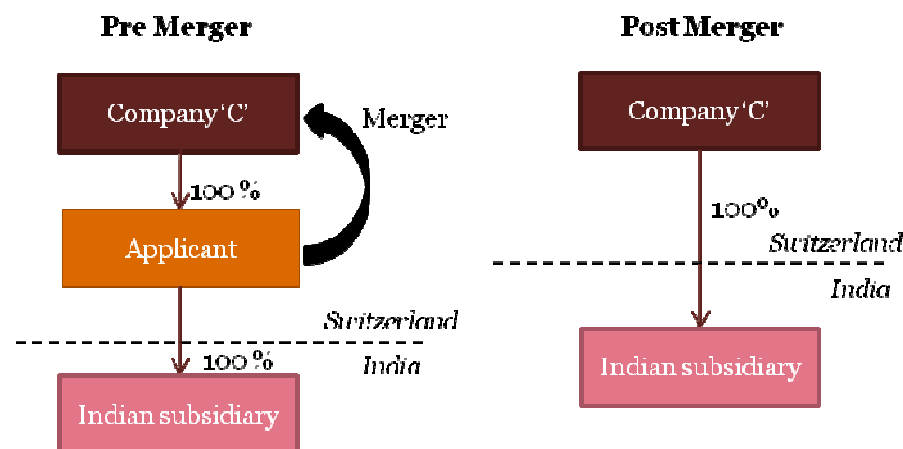 Pre Merger
Company ‘C’
Merger
100 %
Applicant
Switzerland
100 %
India
Indian subsidiary
Post Merger
Company ‘C’
100%
Switzerland
India
Indian subsidiary